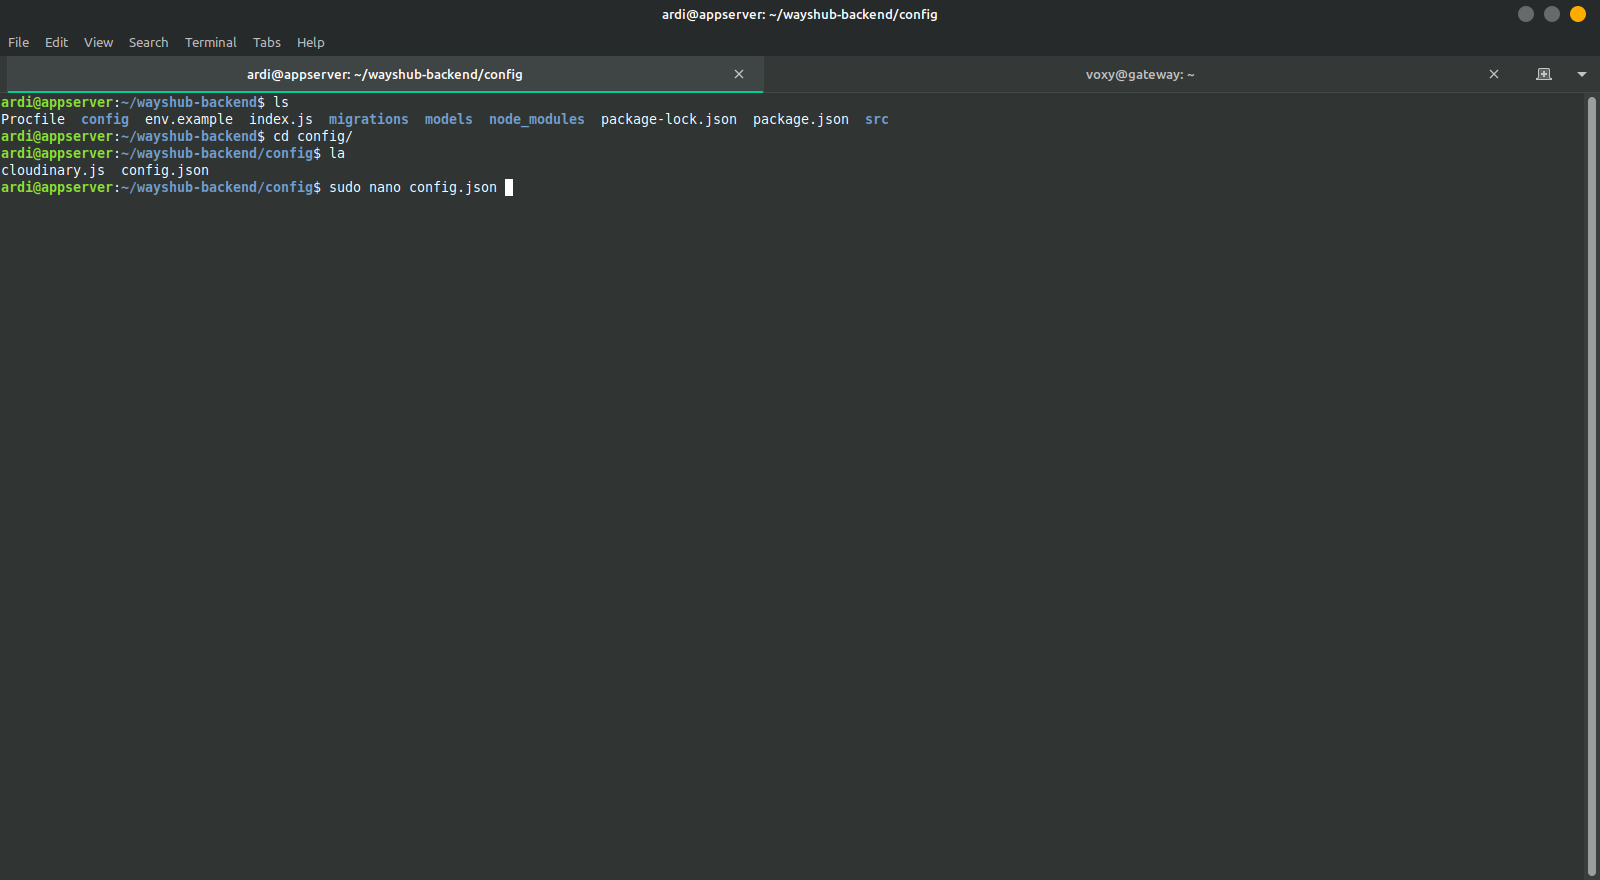 ardi@appserver: ~/wayshub-backend/config
File Edit View Search Terminal Tabs Help
ardi@appserver: ~/wayshub-backend/config voxy@gateway: ~
ardi@appserver:~/wayshub-backend$ ls
Procfile config env.example index.js migrations models node_modules package-lock.json package.json src
ardi@appserver:~/wayshub-backend$ cd config/
ardi@appserver:~/wayshub-backend/config$ la
cloudinary.js config.json
ardi@appserver:~/wayshub-backend/config$ sudo nano config.json